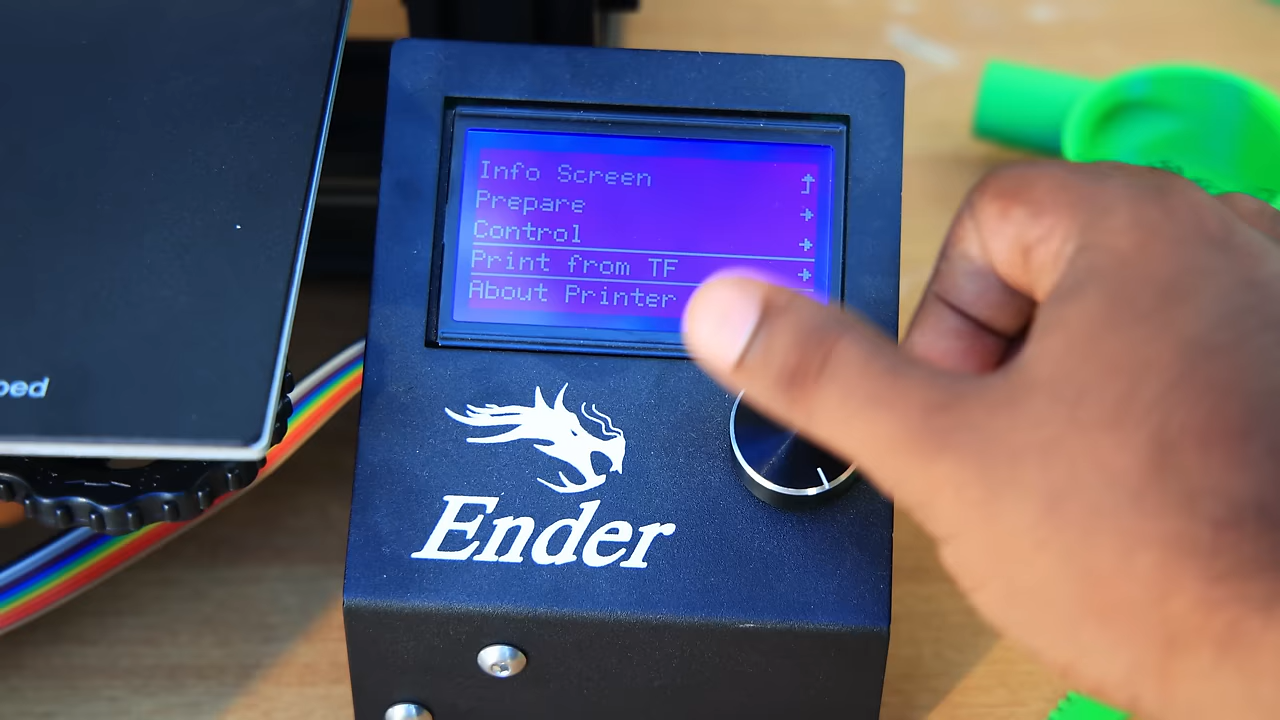 Info Screen
Prepare
Control
Print from TF
About Printer
Ender